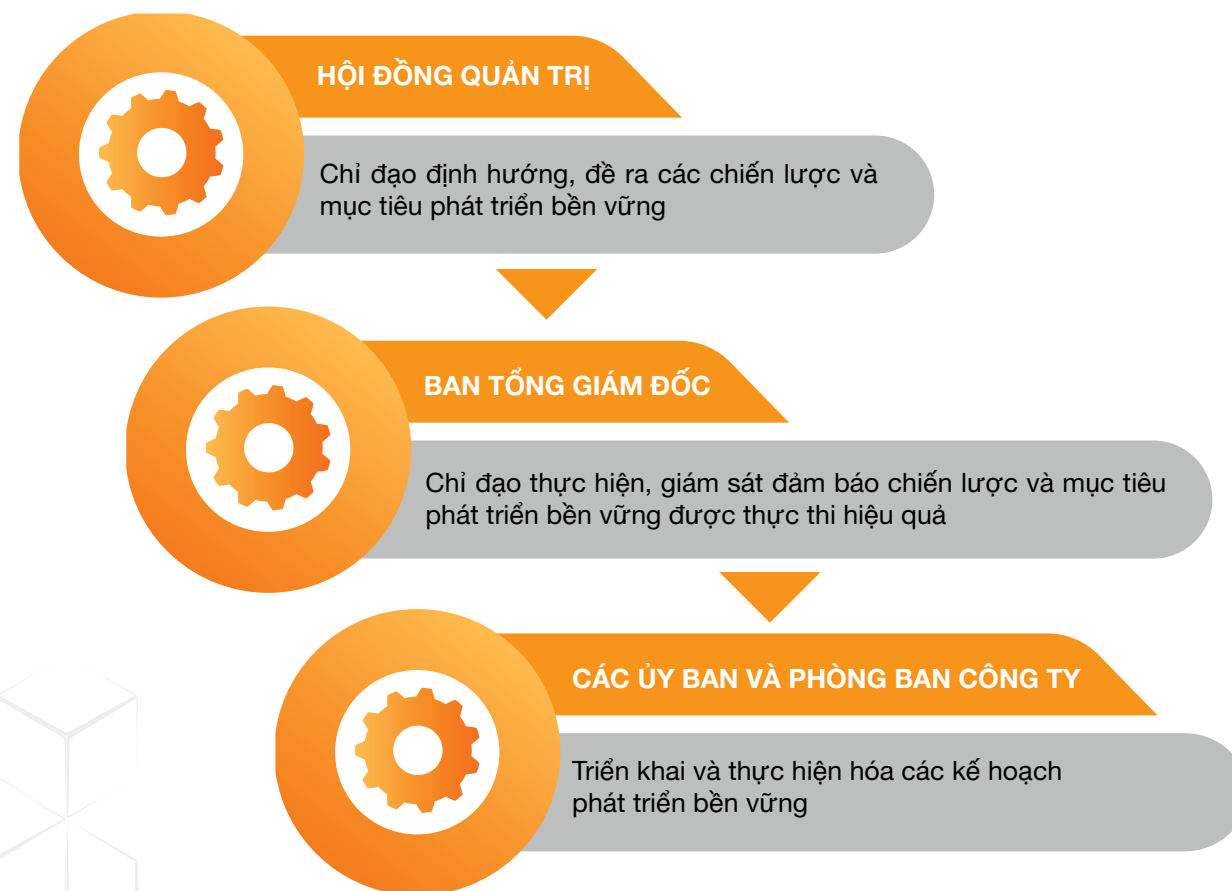 HỘI ĐỒNG QUẢN TRỊ
Chỉ đạo định hướng, đề ra các chiến lược và
mục tiêu phát triển bền vững
BAN TỔNG GIÁM ĐỐC
Chỉ đạo thực hiện, giám sát đảm bảo chiến lược và mục tiêu
phát triển bền vững được thực thi hiệu quả
CÁC ỦY BAN VÀ PHÒNG BAN CÔNG TY
Triển khai và thực hiện hóa các kế hoạch
phát triển bền vững